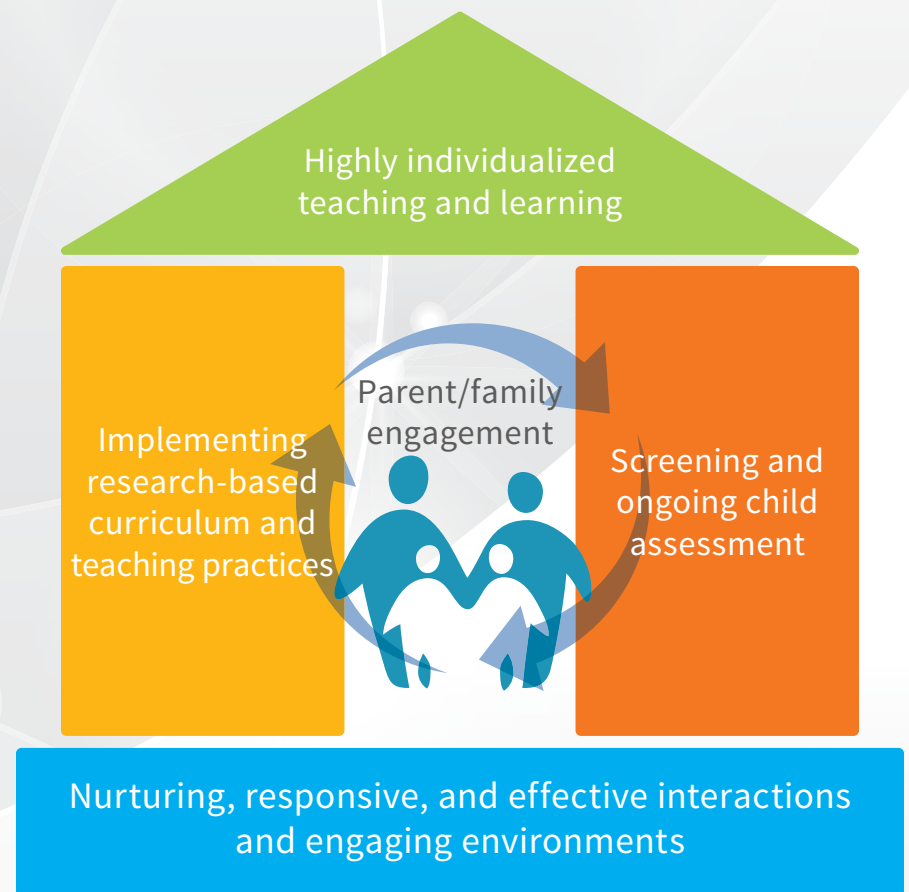 Highly individualized
teaching and learning
Parent/family
engagement
Implementing
research-based
curriculum and
teaching practices
Screening and
ongoing child
assessment
Nurturing, responsive, and effective interactions
and engaging environments